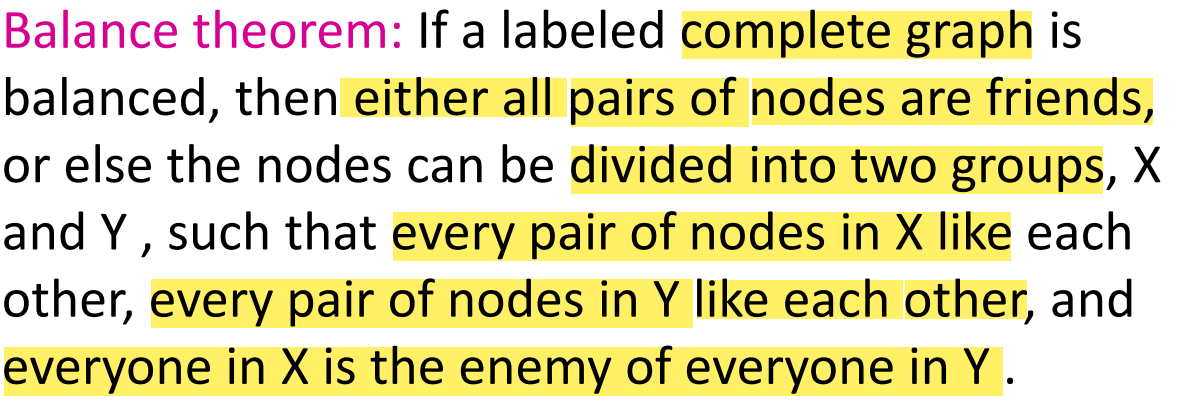 Balance theorem: If a labeled complete graph is
balanced, then either all pairs of nodes are friends,
or else the nodes can be divided into two groups, X
and Y , such that every pair of nodes in X like each
other, every pair of nodes in Y like each other, and
everyone in X is the enemy of everyone in Y .